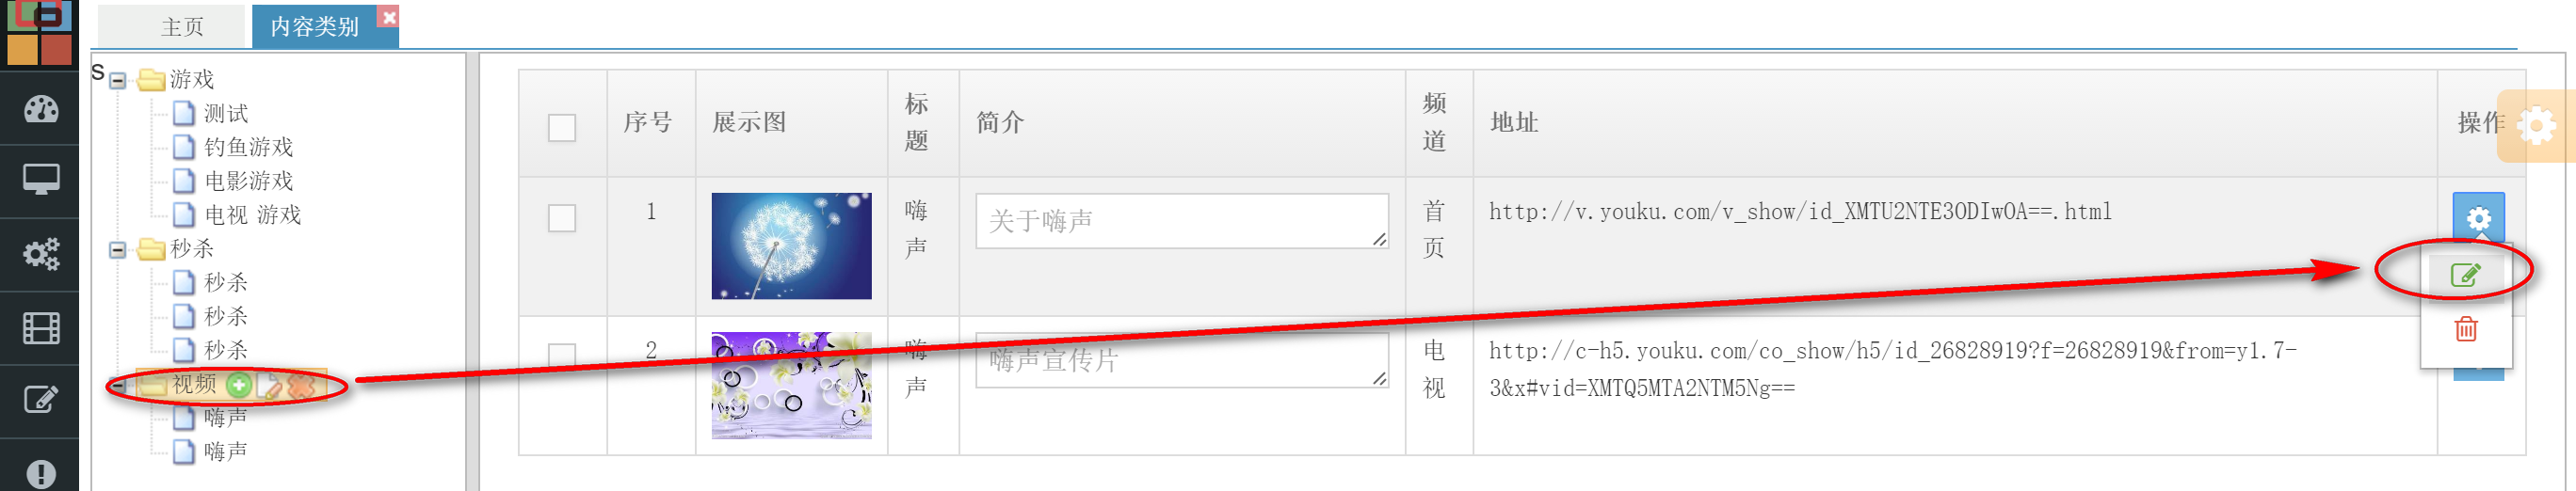 主页
内容类别
s
游戏
测试
钓鱼游戏
电影游戏
电视 游戏
秒杀
秒杀
秒杀
秒杀
视频
嗨声
嗨声
序号
展示图
标
题
简介
频
道
地址
操作
1
嗨
声
关于嗨声
首
页
http://v.youku.com/v_show/id_XMTU2NTE3ODIwOA==.html
2
嗨
声
嗨声宣传片
电
视
http://c-h5.youku.com/co_show/h5/id_26828919?f=26828919&from=y1.7-
3&x#vid=XMTQ5MTA2NTM5Ng==